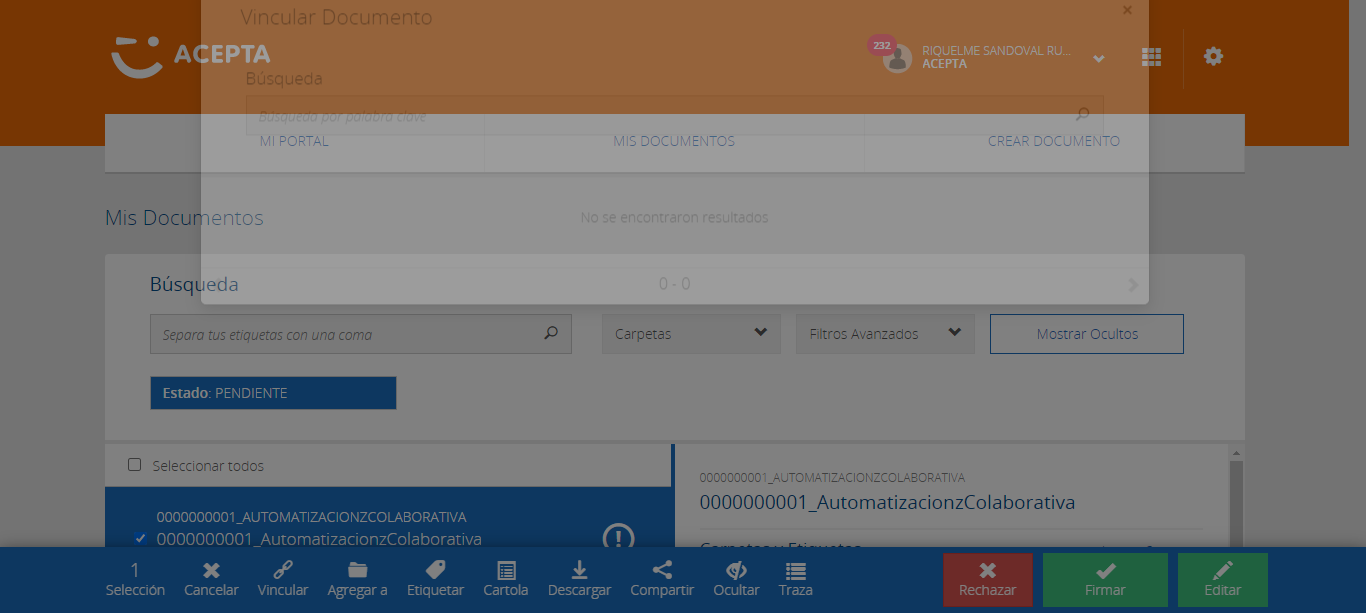 Vincular Documento
×
ACEPTA
232
RIQUELME SANDOVAL RU...
ACEPTA
Búsqueda
Búsqueda por palabra clave
MI PORTAL
MIS DOCUMENTOS
CREAR DOCUMENTO
Mis Documentos
No se encontraron resultados
Búsqueda
0 - 0
Separa tus etiquetas con una coma
Carpetas
Filtros Avanzados
Mostrar Ocultos
Estado: PENDIENTE
Seleccionar todos
0000000001_AUTOMATIZACIONZCOLABORATIVA
0000000001_AutomatizacionzColaborativa
0000000001_AUTOMATIZACIONZCOLABORATIVA
0000000001_AutomatizacionzColaborativa
Carpetas y Etiquetas
1
Selección
Cancelar
Vincular
Agregar a
Etiquetar
Cartola
Descargar
Compartir
Ocultar
Traza
Rechazar
Firmar
Editar